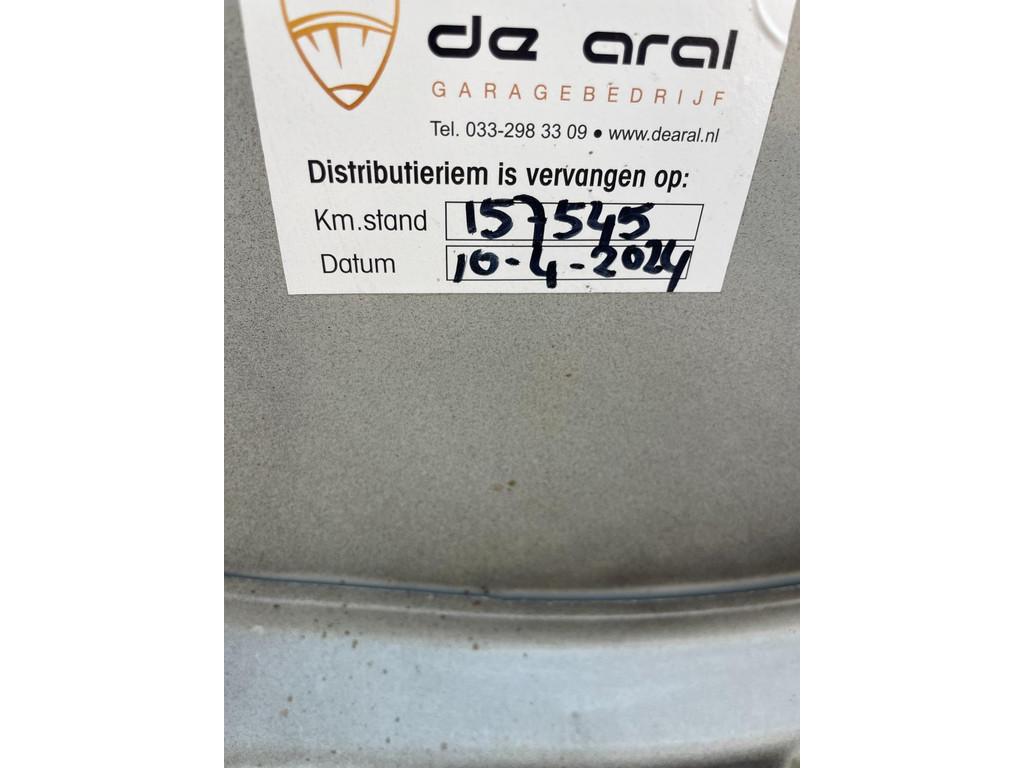 de aral
GARAGEBEDRIJF
Tel. 033-298 33 09 ● www.dearal.nl
Distributieriem is vervangen op:
Km.stand 157545
Datum 10-4-2024